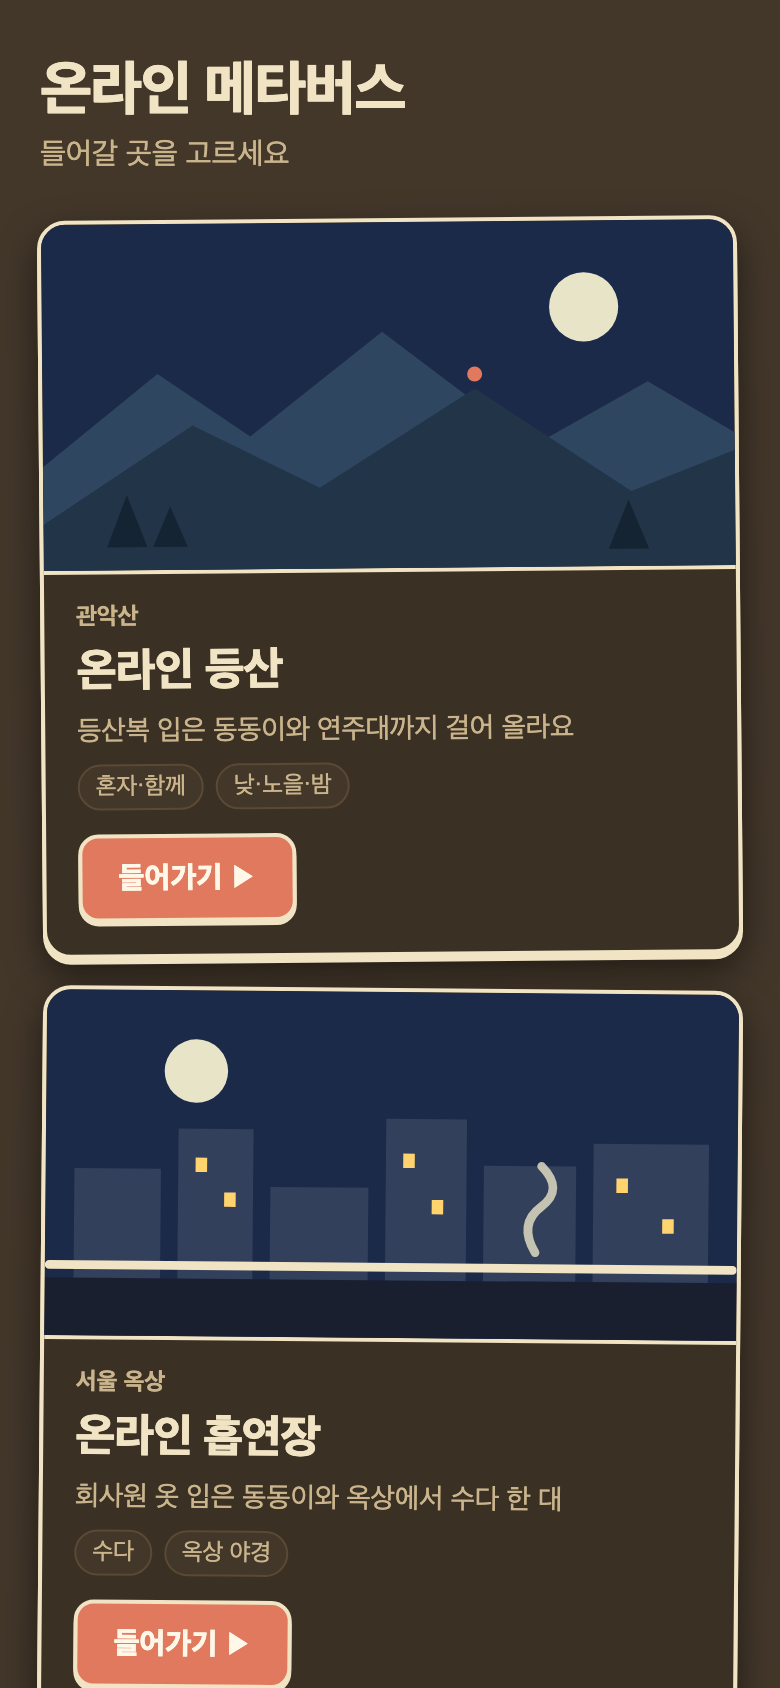 온라인 메타버스
들어갈 곳을 고르세요
관악산
온라인 등산
등산복 입은 동동이와 연주대까지 걸어 올라요
혼자·함께 낮·노을·밤
들어가기 ▶
서울 옥상
온라인 흡연장
회사원 옷 입은 동동이와 옥상에서 수다 한 대
수다 옥상 야경
들어가기 ▶